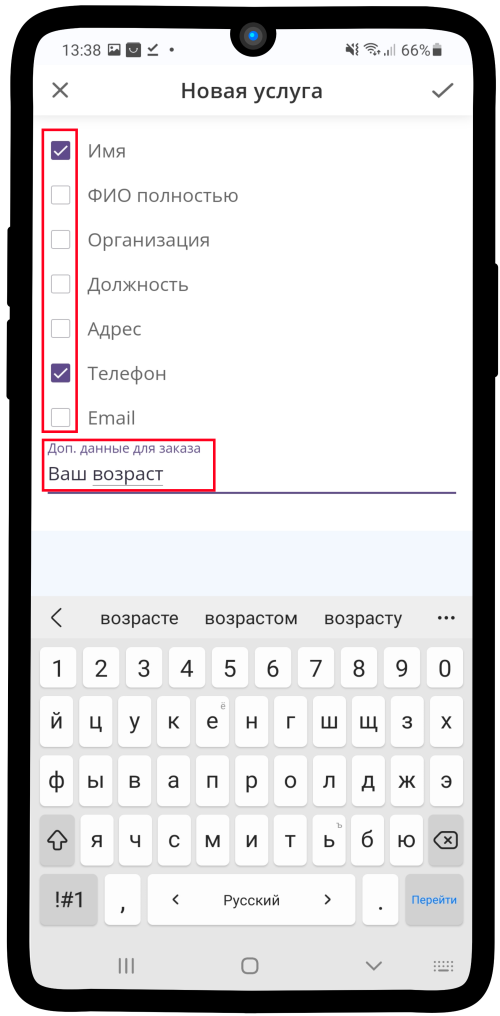 13:38 66%
Новая услуга
Имя
ФИО полностью
Организация
Должность
Адрес
Телефон
Email
Доп. данные для заказа
Ваш возраст
возрасте возрастом возрасту
1 2 3 4 5 6 7 8 9 0
й ц у к е ё н г ш щ з х
ф ы в а п р о л д ж э
я ч с м и т ь ъ б ю
!#1 , < Русский > . Перейти